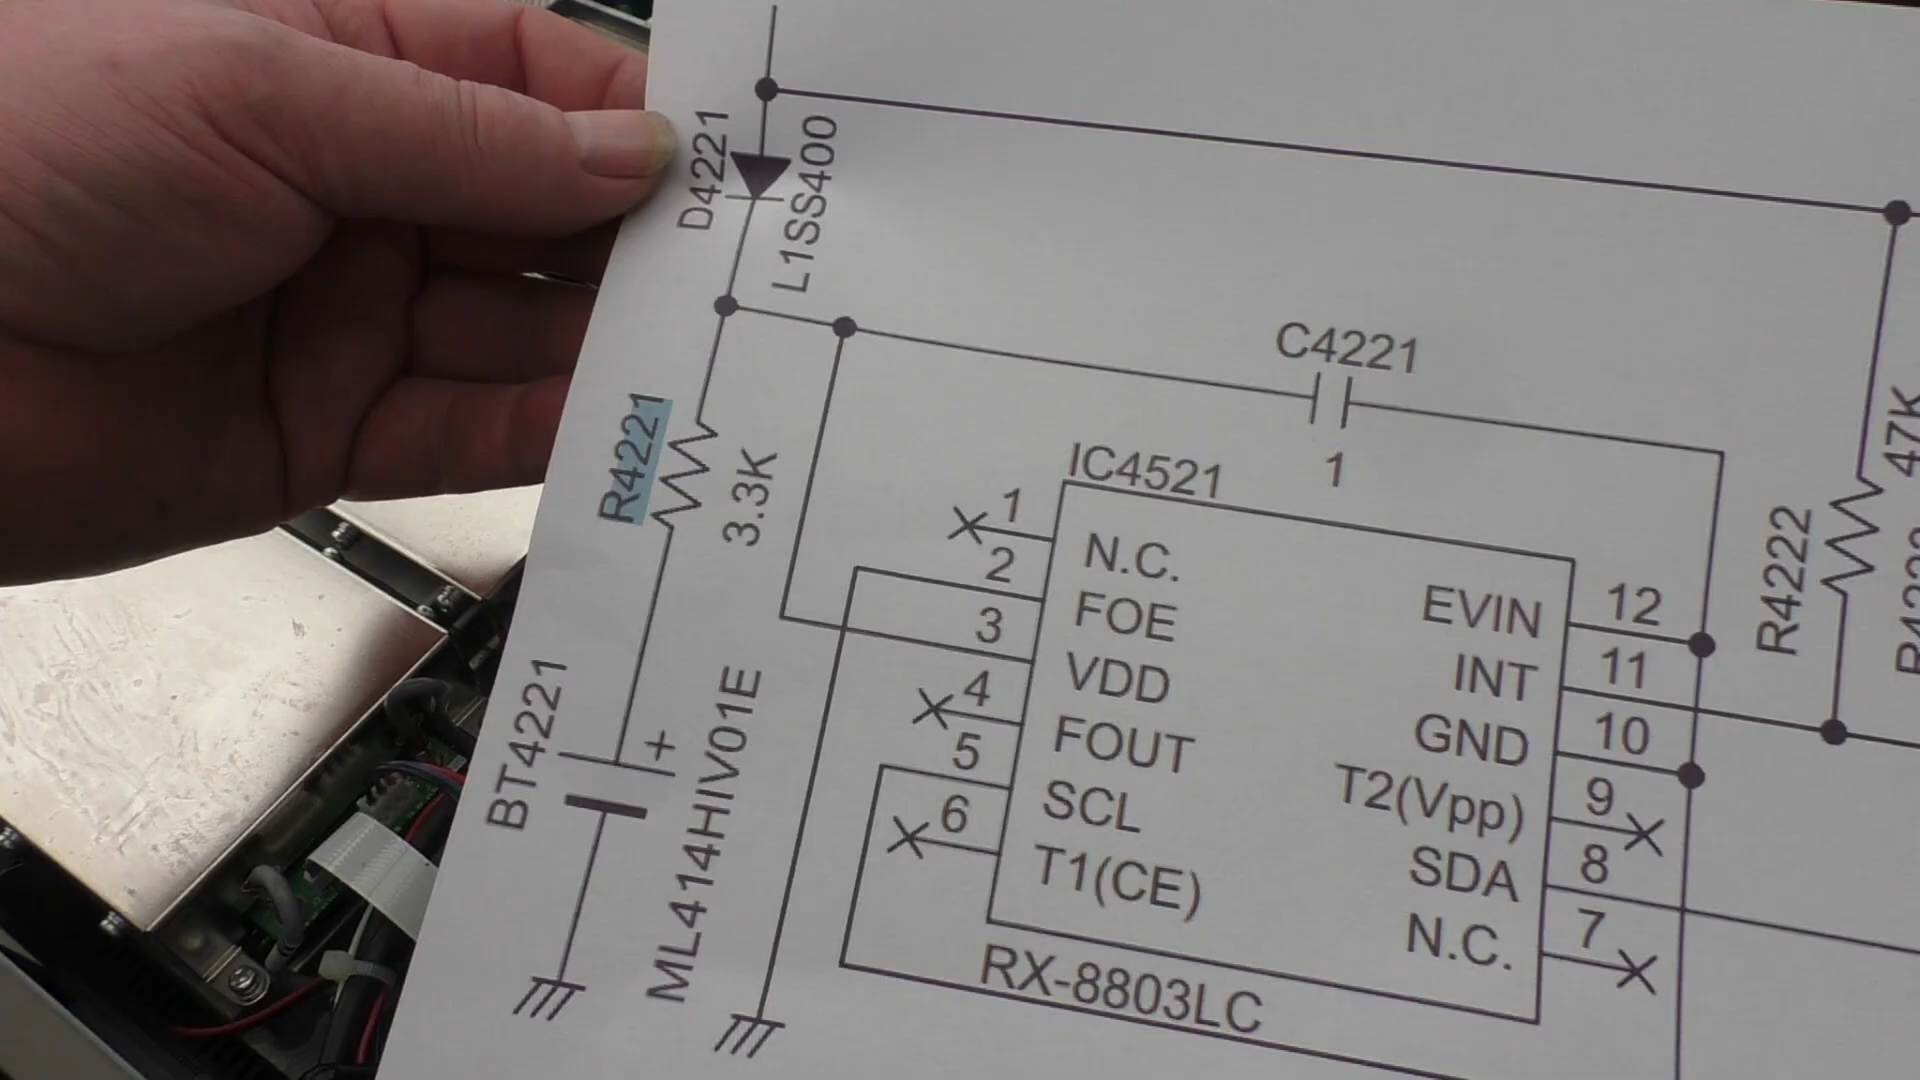 D4221
L1SS400
C4221
1
R4221
3.3K
IC4521
47K
R4222
BT4221
+
ML414HIV01E
1
2
3
4
5
6
N.C.
FOE
VDD
FOUT
SCL
T1(CE)
EVIN
INT
GND
T2(Vpp)
SDA
N.C.
12
11
10
9
8
7
RX-8803LC